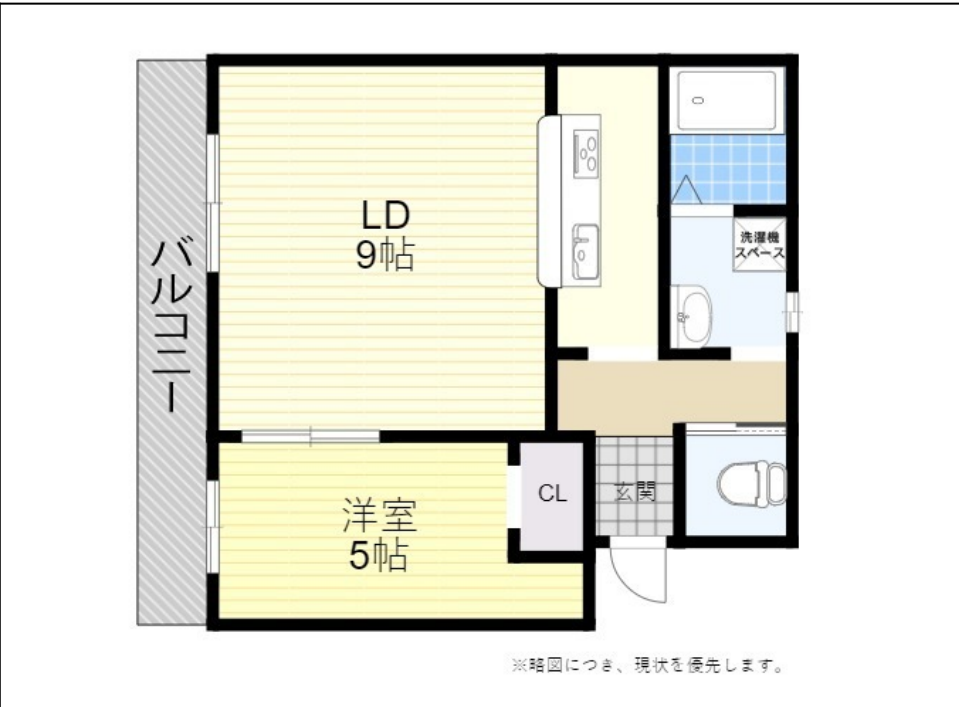 LD
9帖
洗濯機
スペース
バルコニー
洋室
5帖
CL
玄関
※略図につき、現状を優先します。